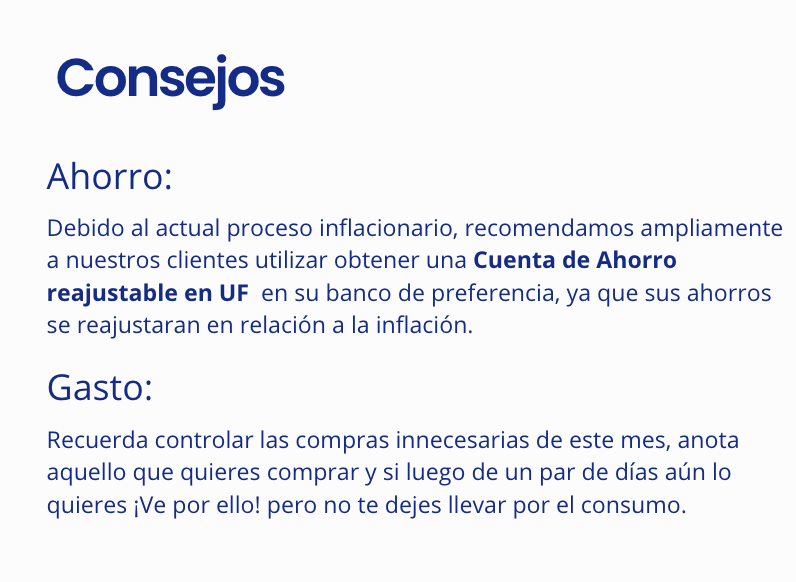 Consejos
Ahorro:
Debido al actual proceso inflacionario, recomendamos ampliamente
a nuestros clientes utilizar obtener una Cuenta de Ahorro
reajustable en UF en su banco de preferencia, ya que sus ahorros
se reajustaran en relación a la inflación.
Gasto:
Recuerda controlar las compras innecesarias de este mes, anota
aquello que quieres comprar y si luego de un par de días aún lo
quieres ¡Ve por ello! pero no te dejes llevar por el consumo.